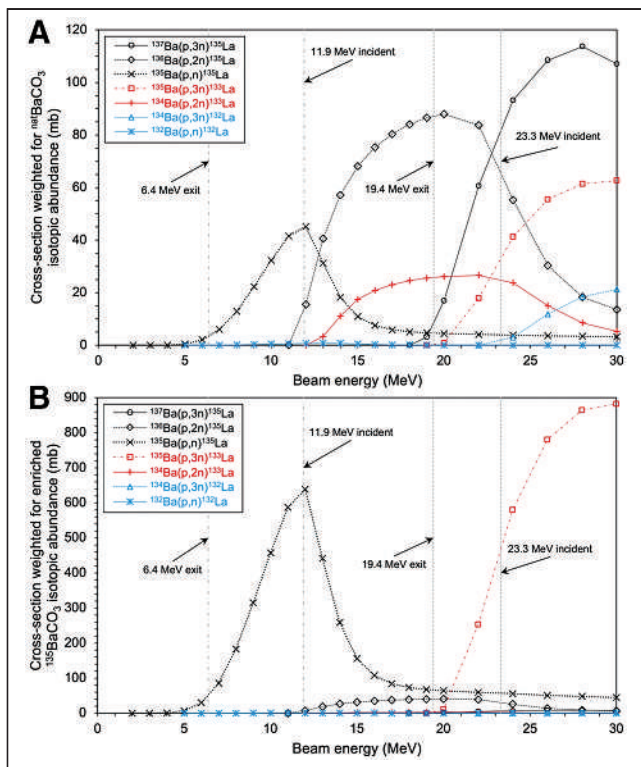 A
Cross-section weighted for ⁿᵃᵗBaCO₃
isotopic abundance (mb)
120
100
80
60
40
20
0
¹³⁷Ba(p,3n)¹³⁵La
¹³⁶Ba(p,2n)¹³⁵La
¹³⁵Ba(p,n)¹³⁵La
¹³⁵Ba(p,3n)¹³³La
¹³⁴Ba(p,2n)¹³³La
¹³⁴Ba(p,3n)¹³²La
¹³²Ba(p,n)¹³²La
11.9 MeV incident
6.4 MeV exit
19.4 MeV exit
23.3 MeV incident
0 5 10 15 20 25 30
Beam energy (MeV)
B
Cross-section weighted for enriched
¹³⁵BaCO₃ isotopic abundance (mb)
900
800
700
600
500
400
300
200
100
0
¹³⁷Ba(p,3n)¹³⁵La
¹³⁶Ba(p,2n)¹³⁵La
¹³⁵Ba(p,n)¹³⁵La
¹³⁵Ba(p,3n)¹³³La
¹³⁴Ba(p,2n)¹³³La
¹³⁴Ba(p,3n)¹³²La
¹³²Ba(p,n)¹³²La
11.9 MeV incident
6.4 MeV exit
19.4 MeV exit
23.3 MeV incident
0 5 10 15 20 25 30
Beam energy (MeV)